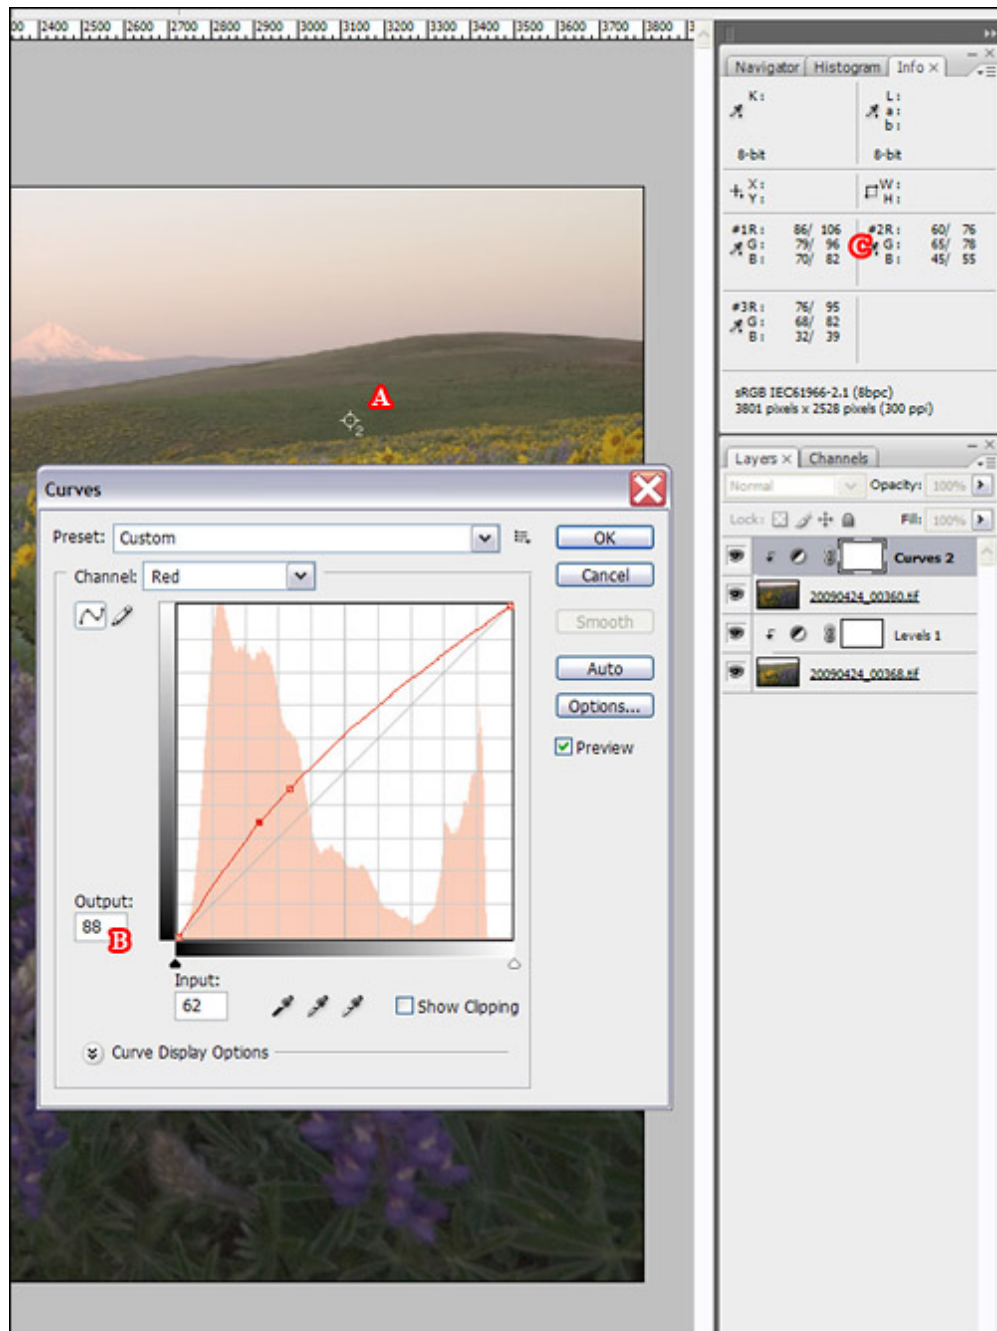 2400 2500 2600 2700 2800 2900 3000 3100 3200 3300 3400 3500 3600 3700 3800
Navigator Histogram Info ×
K: L:
a:
b:
8-bit 8-bit
X: W:
Y: H:
#1R: 86/ 106 #2R: 60/ 76
G: 79/ 96 C G: 65/ 78
B: 70/ 82 B: 45/ 55
#3R: 76/ 95
G: 68/ 82
B: 32/ 39
sRGB IEC61966-2.1 (8bpc)
3801 pixels x 2528 pixels (300 ppi)
A
2
Layers × Channels
Normal Opacity: 100%
Lock: Fill: 100%
Curves 2
20090424_00360.tif
Levels 1
20090424_00368.tif
Curves
Preset: Custom OK
Channel: Red Cancel
Smooth
Auto
Options...
Preview
Output:
88 B
Input:
62 Show Clipping
Curve Display Options